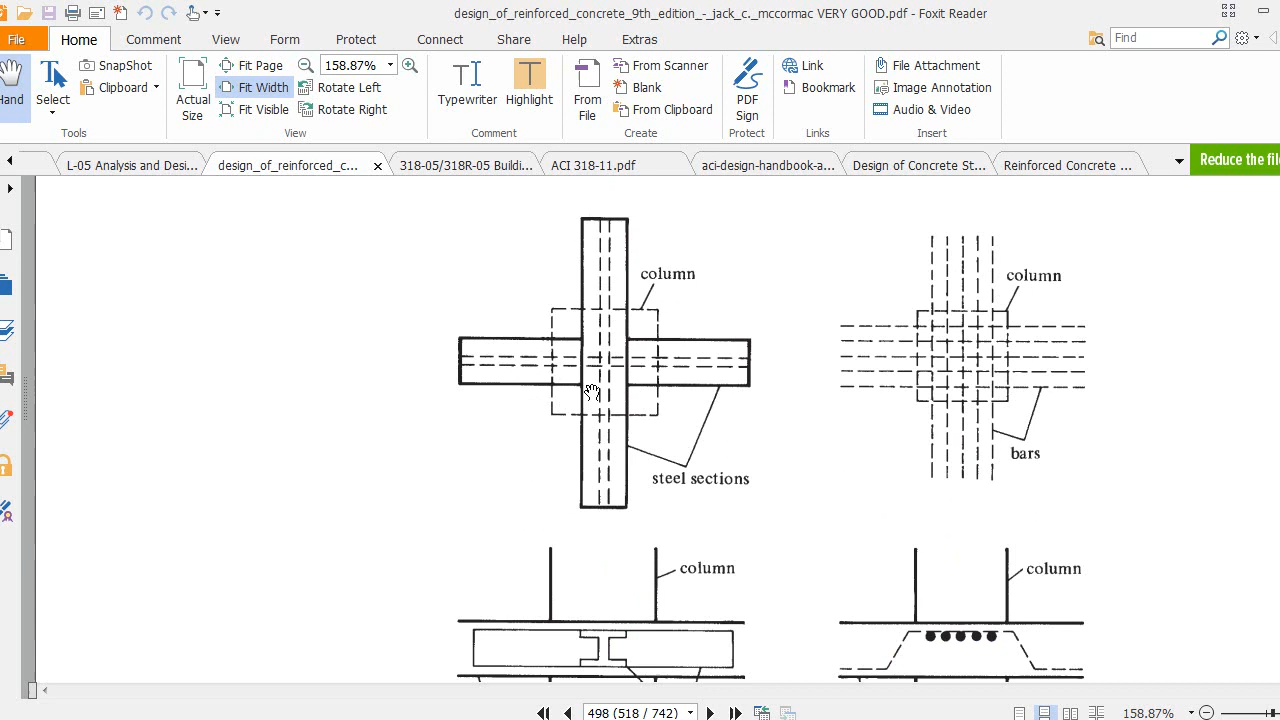 design_of_reinforced_concrete_9th_edition_-_jack_c._mccormac VERY GOOD.pdf - Foxit Reader
File Home Comment View Form Protect Connect Share Help Extras Find
Hand
Select
SnapShot
Clipboard
Tools
Actual Size
Fit Page
Fit Width
Fit Visible
158.87%
Rotate Left
Rotate Right
View
Typewriter
Highlight
Comment
From File
From Scanner
Blank
From Clipboard
Create
PDF Sign
Protect
Link
Bookmark
Links
File Attachment
Image Annotation
Audio & Video
Insert
L-05 Analysis and Desi... design_of_reinforced_c... 318-05/318R-05 Buildi... ACI 318-11.pdf aci-design-handbook-a... Design of Concrete St... Reinforced Concrete ... Reduce the fil
column
steel sections
column
bars
column
column
498 (518 / 742) 158.87%